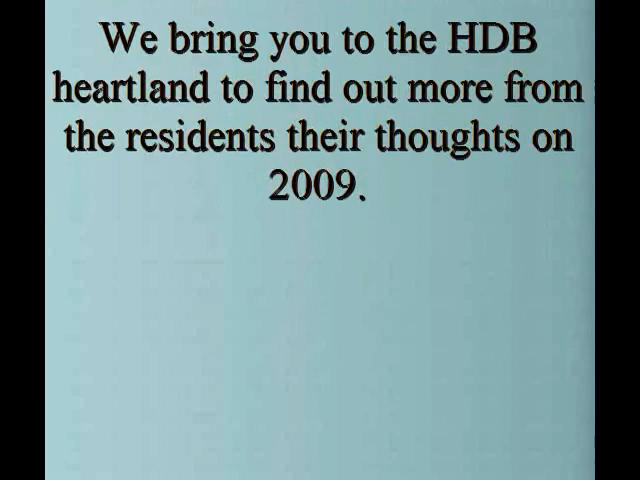 We bring you to the HDB
heartland to find out more from
the residents their thoughts on
2009.